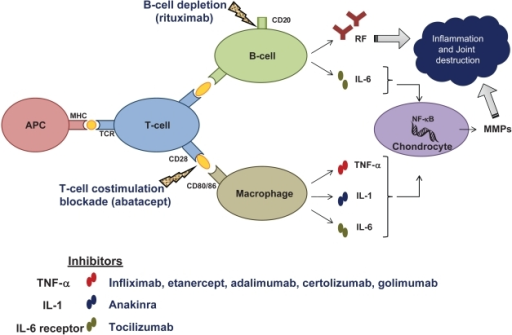 B-cell depletion
(rituximab)
CD20
B-cell
RF
IL-6
Inflammation
and Joint
destruction
MHC
APC
TCR
T-cell
CD28
NF-κB
Chondrocyte
MMPs
T-cell costimulation
blockade (abatacept)
CD80/86
Macrophage
TNF-α
IL-1
IL-6
Inhibitors
TNF-α Infliximab, etanercept, adalimumab, certolizumab, golimumab
IL-1 Anakinra
IL-6 receptor Tocilizumab